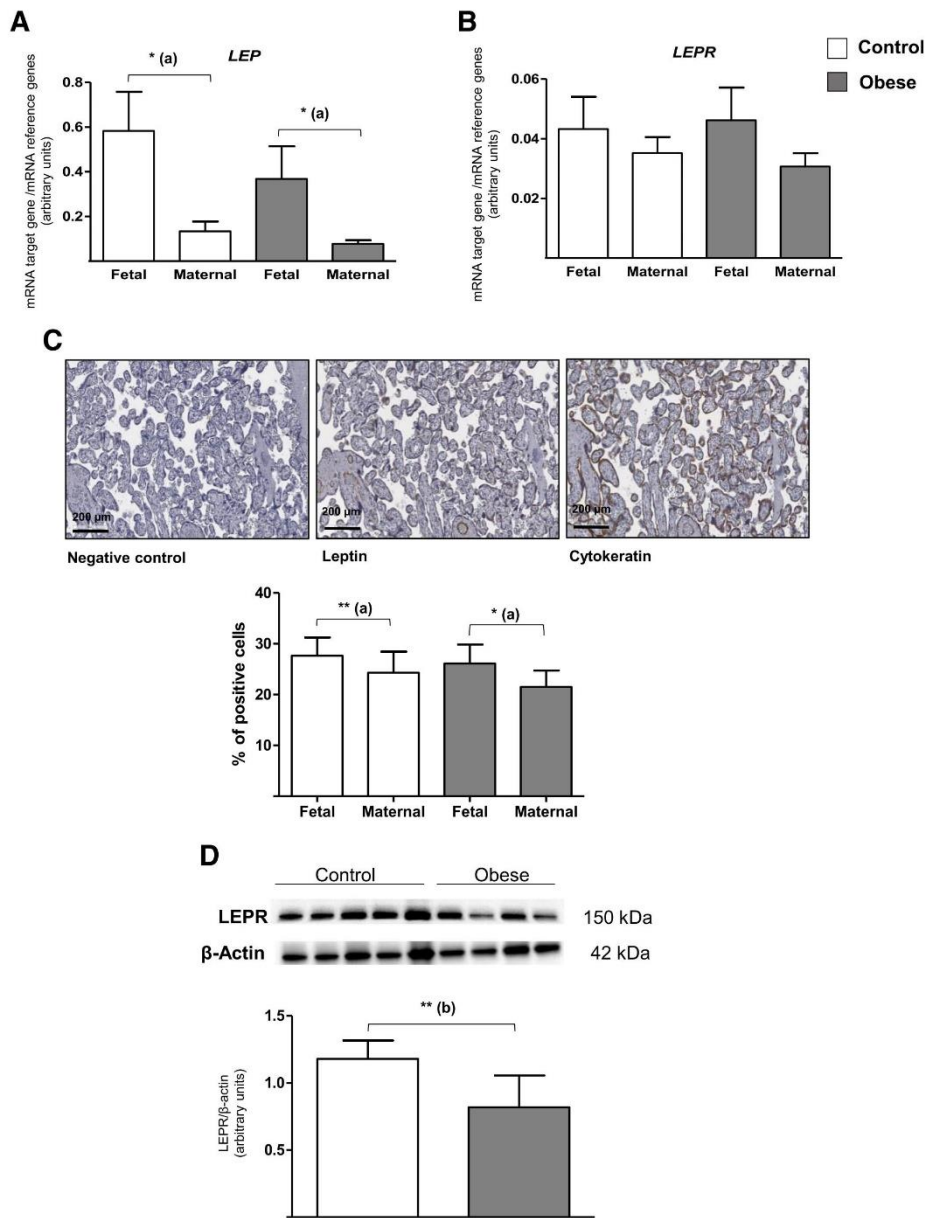 A
LEP
* (a)
* (a)
mRNA target gene /mRNA reference genes
(arbitrary units)
0.8
0.6
0.4
0.2
Fetal Maternal Fetal Maternal
B
LEPR
Control
Obese
mRNA target gene /mRNA reference genes
(arbitrary units)
0.06
0.04
0.02
Fetal Maternal Fetal Maternal
C
200 µm
200 µm
200 µm
Negative control
Leptin
Cytokeratin
% of positive cells
40
30
20
10
** (a)
* (a)
Fetal Maternal Fetal Maternal
D
Control Obese
LEPR 150 kDa
β-Actin 42 kDa
** (b)
LEPR/β-actin
(arbitrary units)
1.5
1.0
0.5